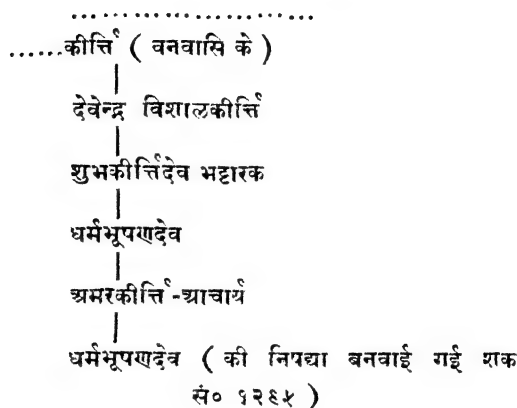 ..............................
......कीर्त्ति ( वनवासि के )
देवेन्द्र विशालकीर्त्ति
शुभकीर्त्तिदेव भट्टारक
धर्मभूषणदेव
अमरकीर्त्ति-आचार्य
धर्मभूषणदेव ( की निषद्या बनवाई गई शक
सं० १२९५ )